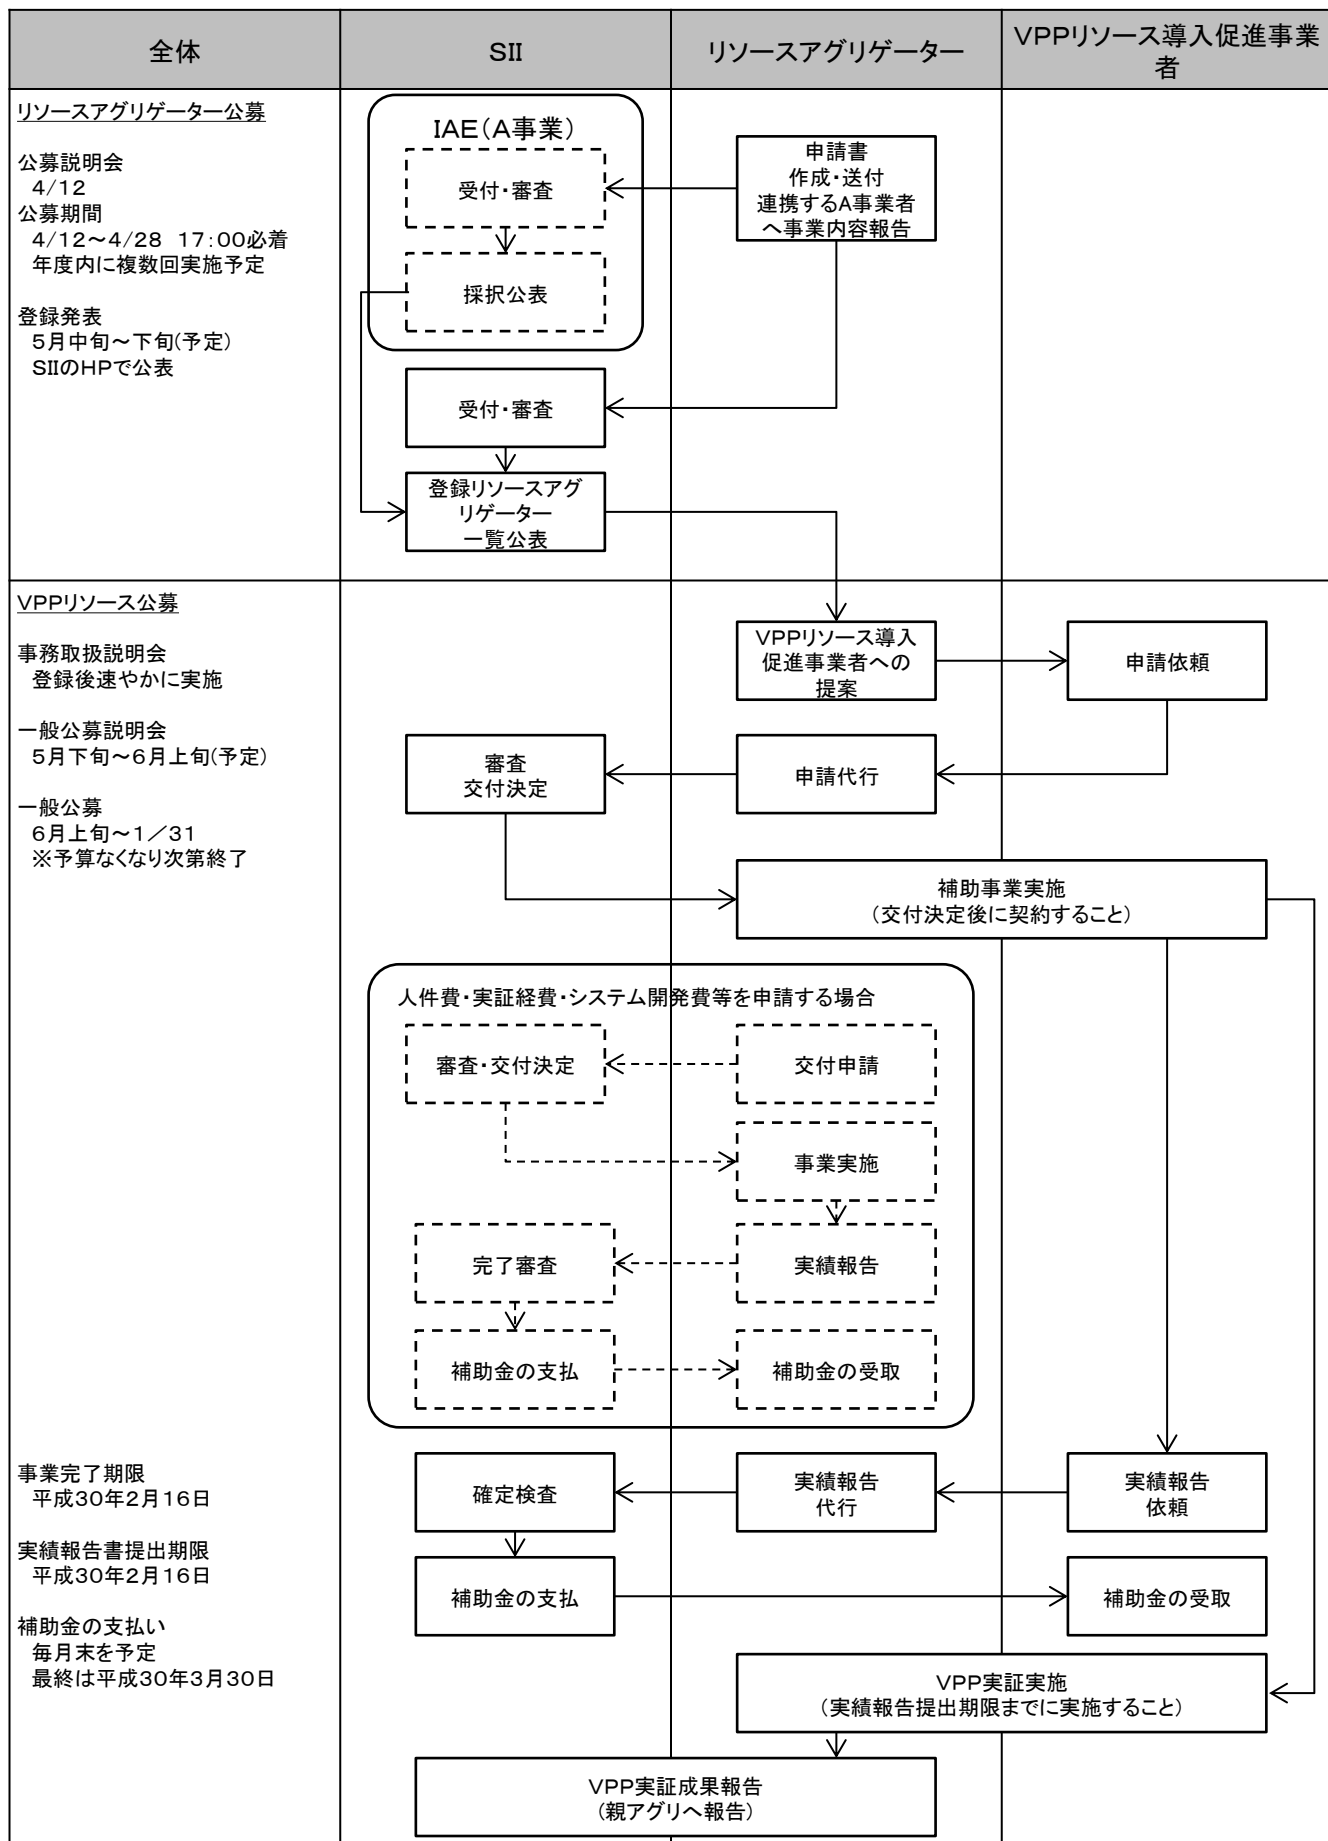 全体
SII
リソースアグリゲーター
VPPリソース導入促進事業
者
リソースアグリゲーター公募
公募説明会
4/12
公募期間
4/12～4/28 17:00必着
年度内に複数回実施予定
登録発表
5月中旬～下旬(予定)
SIIのHPで公表
IAE(A事業)
受付・審査
採択公表
申請書
作成・送付
連携するA事業者
へ事業内容報告
受付・審査
登録リソースアグ
リゲーター
一覧公表
VPPリソース公募
事務取扱説明会
登録後速やかに実施
一般公募説明会
5月下旬～6月上旬(予定)
一般公募
6月上旬～1／31
※予算なくなり次第終了
VPPリソース導入
促進事業者への
提案
申請依頼
審査
交付決定
申請代行
補助事業実施
(交付決定後に契約すること)
人件費・実証経費・システム開発費等を申請する場合
審査・交付決定
交付申請
事業実施
完了審査
実績報告
補助金の支払
補助金の受取
事業完了期限
平成30年2月16日
実績報告書提出期限
平成30年2月16日
補助金の支払い
毎月末を予定
最終は平成30年3月30日
確定検査
実績報告
代行
実績報告
依頼
補助金の支払
補助金の受取
VPP実証実施
(実績報告提出期限までに実施すること)
VPP実証成果報告
(親アグリへ報告)